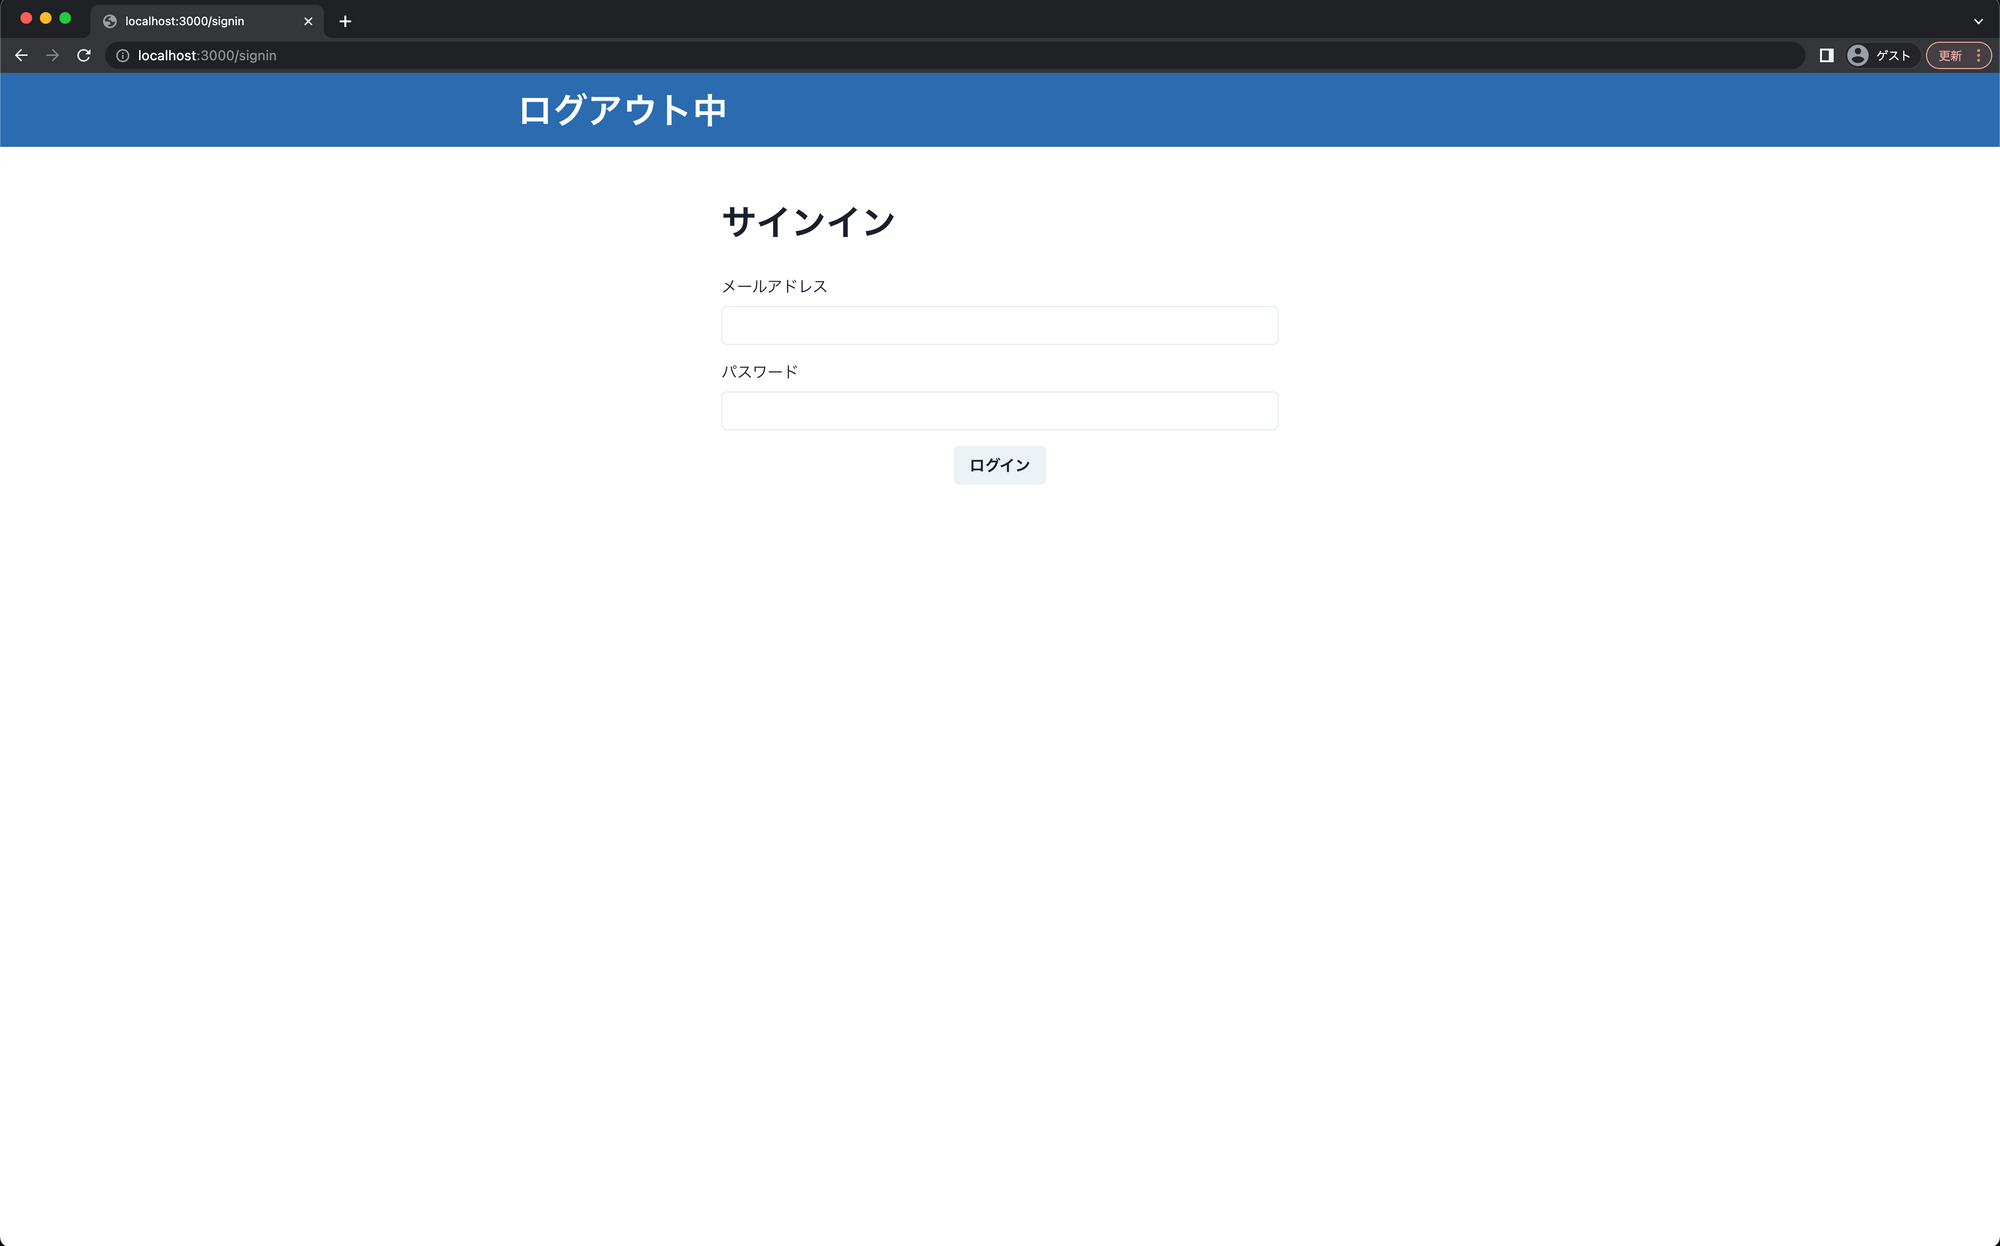 localhost:3000/signin
localhost:3000/signin
ゲスト
更新
ログアウト中
サインイン
メールアドレス
パスワード
ログイン